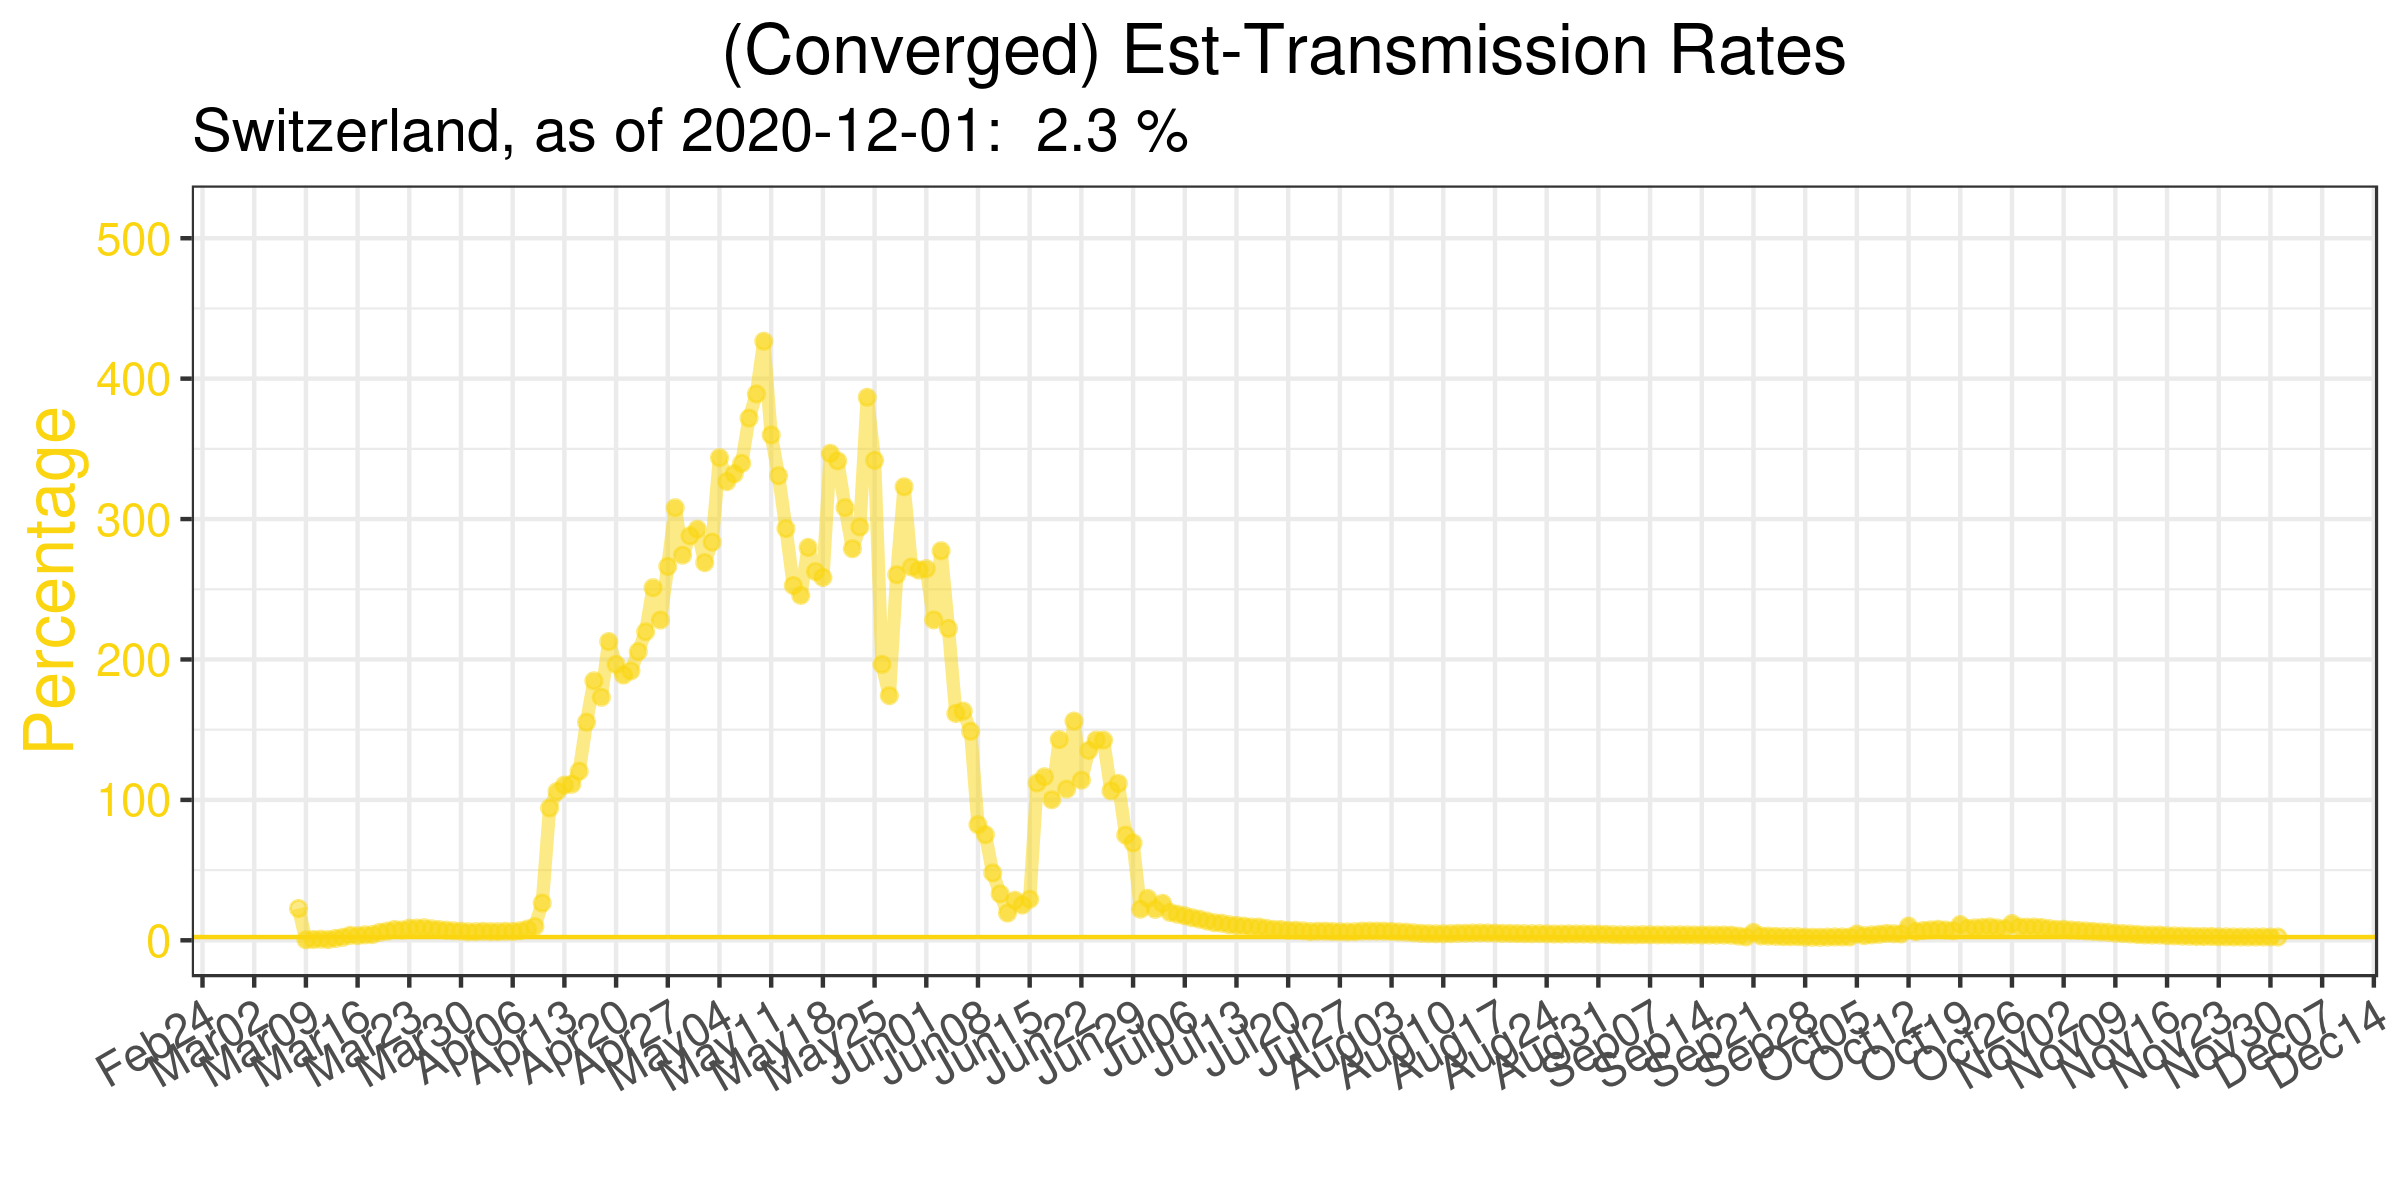 (Converged) Est-Transmission Rates
Switzerland, as of 2020-12-01:  2.3 %
Percentage
500
400
300
200
100
0
Feb24
Mar02
Mar09
Mar16
Mar23
Mar30
Apr06
Apr13
Apr20
Apr27
May04
May11
May18
May25
Jun01
Jun08
Jun15
Jun22
Jun29
Jul06
Jul13
Jul20
Jul27
Aug03
Aug10
Aug17
Aug24
Aug31
Sep07
Sep14
Sep21
Sep28
Oct05
Oct12
Oct19
Oct26
Nov02
Nov09
Nov16
Nov23
Nov30
Dec07
Dec14